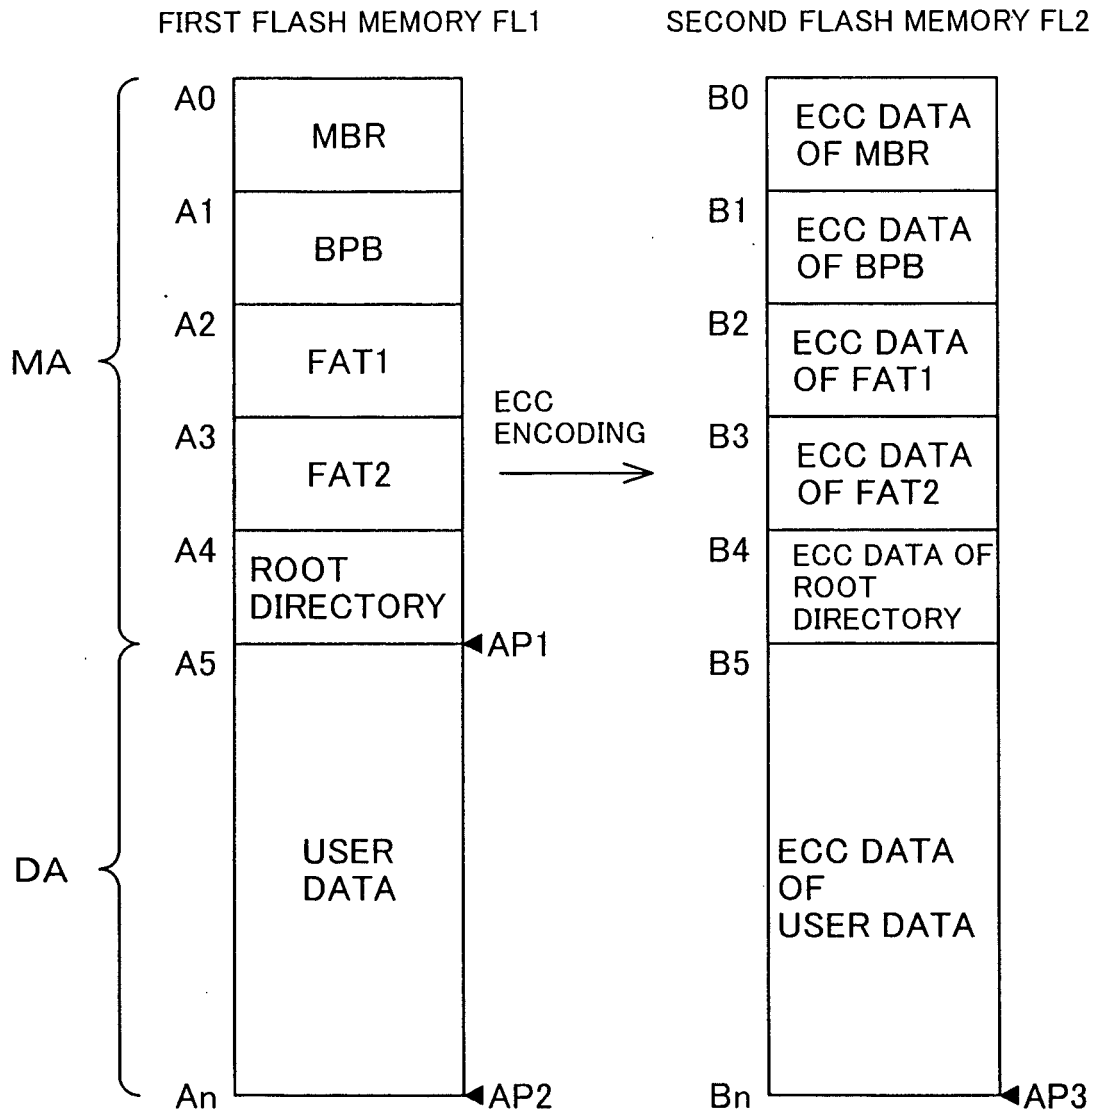 FIRST FLASH MEMORY FL1
SECOND FLASH MEMORY FL2
A0
MBR
B0
ECC DATA
OF MBR
A1
BPB
B1
ECC DATA
OF BPB
A2
FAT1
B2
ECC DATA
OF FAT1
MA
ECC
ENCODING
A3
FAT2
B3
ECC DATA
OF FAT2
A4
ROOT
DIRECTORY
B4
ECC DATA OF
ROOT
DIRECTORY
AP1
A5
B5
DA
USER
DATA
ECC DATA
OF
USER DATA
An
AP2
Bn
AP3